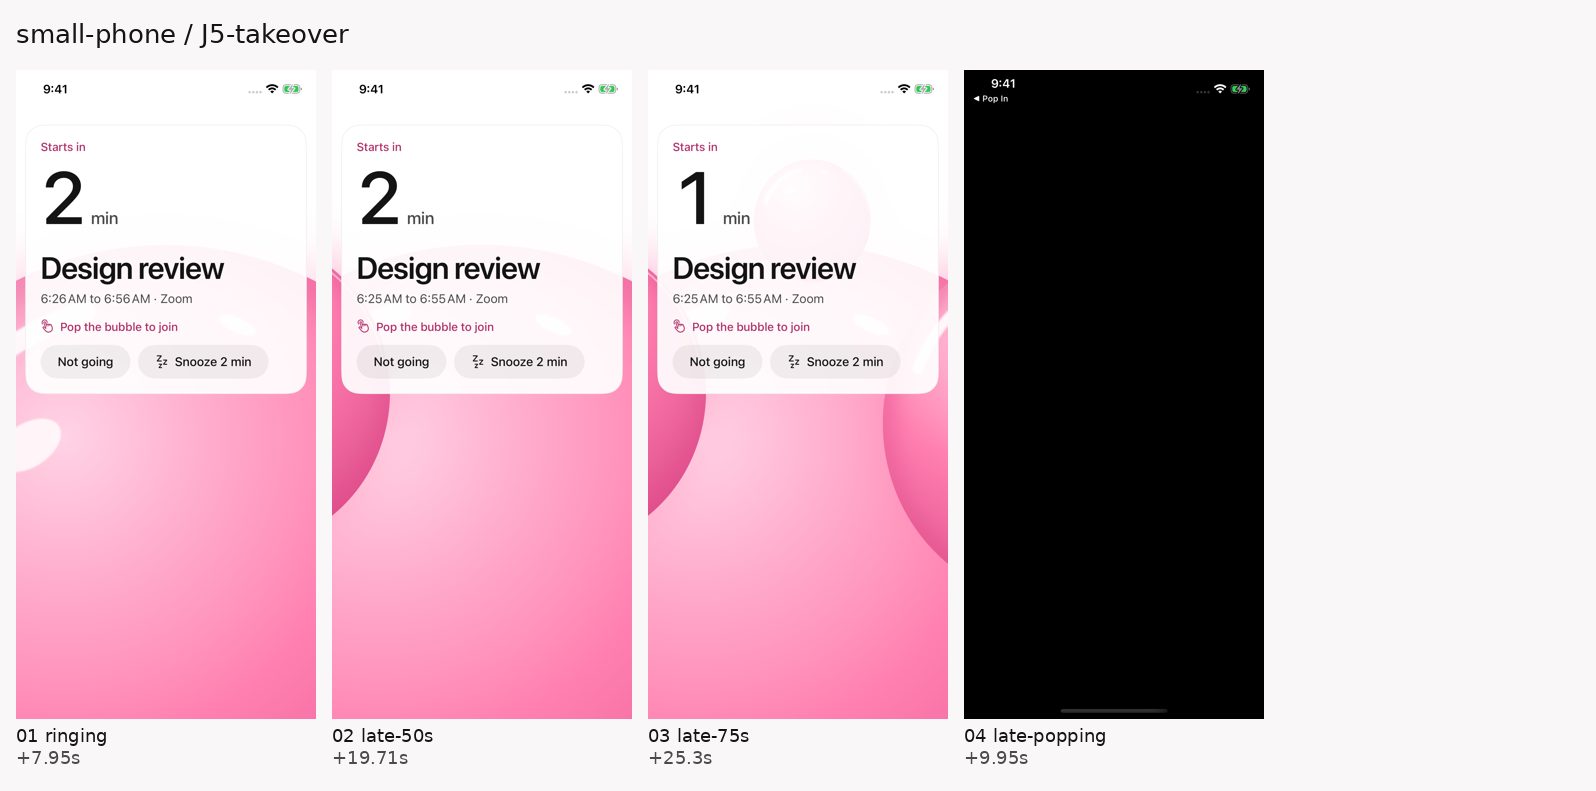 small-phone / J5-takeover
9:41
Starts in
2 min
Design review
6:26 AM to 6:56 AM · Zoom
Pop the bubble to join
Not going
Snooze 2 min
01 ringing
+7.95s
9:41
Starts in
2 min
Design review
6:25 AM to 6:55 AM · Zoom
Pop the bubble to join
Not going
Snooze 2 min
02 late-50s
+19.71s
9:41
Starts in
1 min
Design review
6:25 AM to 6:55 AM · Zoom
Pop the bubble to join
Not going
Snooze 2 min
03 late-75s
+25.3s
9:41
◀ Pop In
04 late-popping
+9.95s